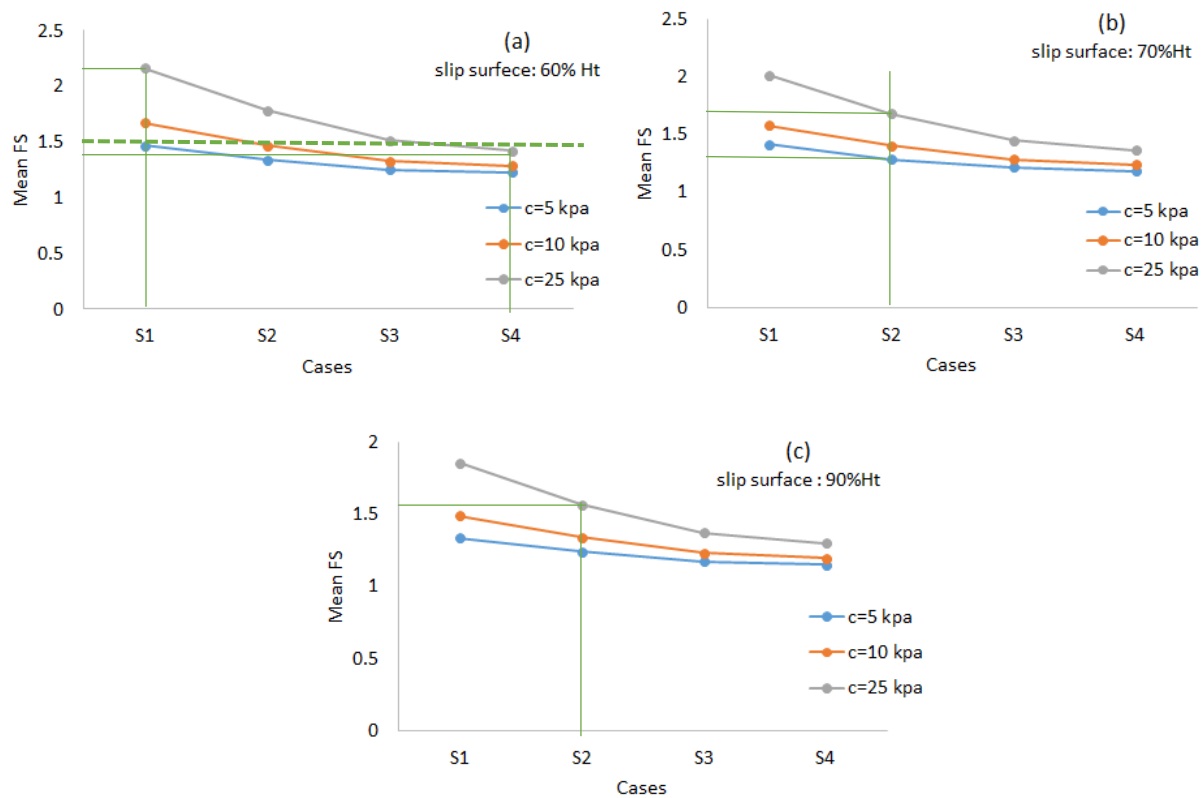 (a)
slip surfece: 60% Ht
2.5
2
1.5
1
0.5
0
Mean FS
c=5 kpa
c=10 kpa
c=25 kpa
S1 S2 S3 S4
Cases
(b)
slip surface: 70%Ht
2.5
2
1.5
1
0.5
0
Mean FS
c=5 kpa
c=10 kpa
c=25 kpa
S1 S2 S3 S4
Cases
(c)
slip surface : 90%Ht
2
1.5
1
0.5
0
Mean FS
c=5 kpa
c=10 kpa
c=25 kpa
S1 S2 S3 S4
Cases